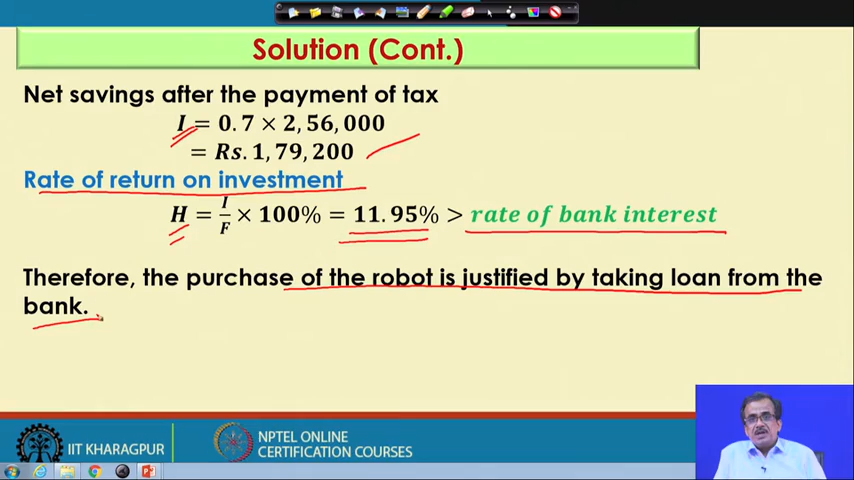 Solution (Cont.)
Net savings after the payment of tax
I = 0.7 × 2,56,000
= Rs. 1,79,200
Rate of return on investment
H = I/F × 100% = 11.95% > rate of bank interest
Therefore, the purchase of the robot is justified by taking loan from the
bank.
IIT KHARAGPUR
NPTEL ONLINE
CERTIFICATION COURSES